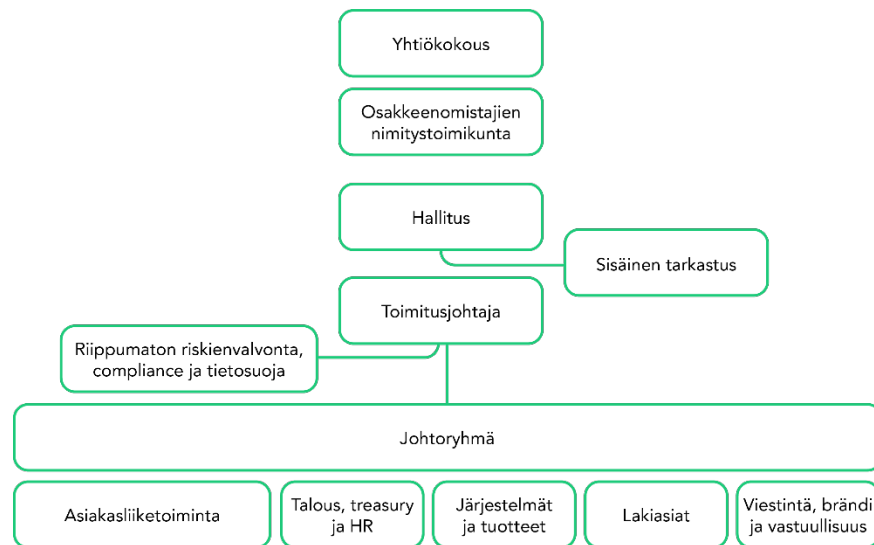 Yhtiökokous
Osakkeenomistajien
nimitystoimikunta
Hallitus
Sisäinen tarkastus
Toimitusjohtaja
Riippumaton riskienvalvonta,
compliance ja tietosuoja
Johtoryhmä
Asiakasliiketoiminta
Talous, treasury
ja HR
Järjestelmät
ja tuotteet
Lakiasiat
Viestintä, brändi
ja vastuullisuus